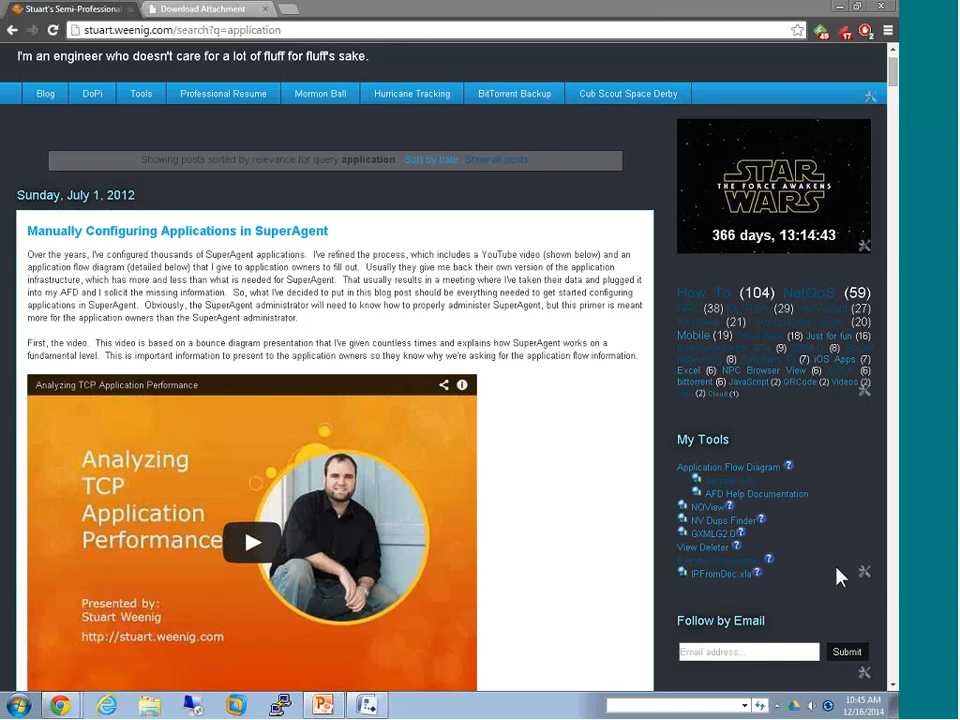 Stuart's Semi-Professional
Download Attachment
stuart.weenig.com/search?q=application
I'm an engineer who doesn't care for a lot of fluff for fluff's sake.
Blog DoPi Tools Professional Resume Mormon Ball Hurricane Tracking BitTorrent Backup Cub Scout Space Derby
Showing posts sorted by relevance for query application. Sort by date Show all posts
Sunday, July 1, 2012
Manually Configuring Applications in SuperAgent
Over the years, I've configured thousands of SuperAgent applications. I've refined the process, which includes a YouTube video (shown below) and an
application flow diagram (detailed below) that I give to application owners to fill out. Usually they give me back their own version of the application
infrastructure, which has more and less than what is needed for SuperAgent. That usually results in a meeting where I've taken their data and plugged it
into my AFD and I solicit the missing information. So, what I've decided to put in this blog post should be everything needed to get started configuring
applications in SuperAgent. Obviously, the SuperAgent administrator will need to know how to properly administer SuperAgent, but this primer is meant
more for the application owners than the SuperAgent administrator.
First, the video. This video is based on a bounce diagram presentation that I've given countless times and explains how SuperAgent works on a
fundamental level. This is important information to present to the application owners so they know why we're asking for the application flow information.
Analyzing TCP Application Performance
Analyzing
TCP
Application
Performance
Presented by:
Stuart Weenig
http://stuart.weenig.com
STAR
THE FORCE AWAKENS
WARS
366 days, 13:14:43
How To (104) NetQoS (59)
NPC (38) My Tools (29) (27)
(21) (20)
Mobile (19) (18) Just for fun (16)
(9) (8)
(8) (7) iOS Apps (7)
Excel (6) NPC Browser View (6) (6)
bittorrent (6) JavaScript (2) QRCode (2) Videos (2)
(2) Cloud (1)
My Tools
Application Flow Diagram
Sample AFD
AFD Help Documentation
NQView
NV Dups Finder
GXMLG2.0
View Deleter
IPFromDec.xla
Follow by Email
Email address...
Submit
10:45 AM
12/16/2014